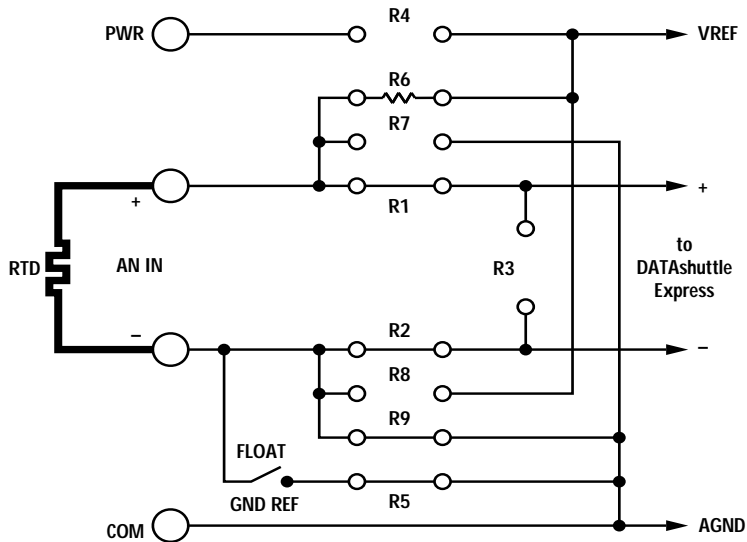 PWR
R4
VREF
R6
R7
+
R1
+
RTD
AN IN
R3
to
DATAshuttle
Express
–
R2
–
R8
R9
FLOAT
GND REF
R5
COM
AGND